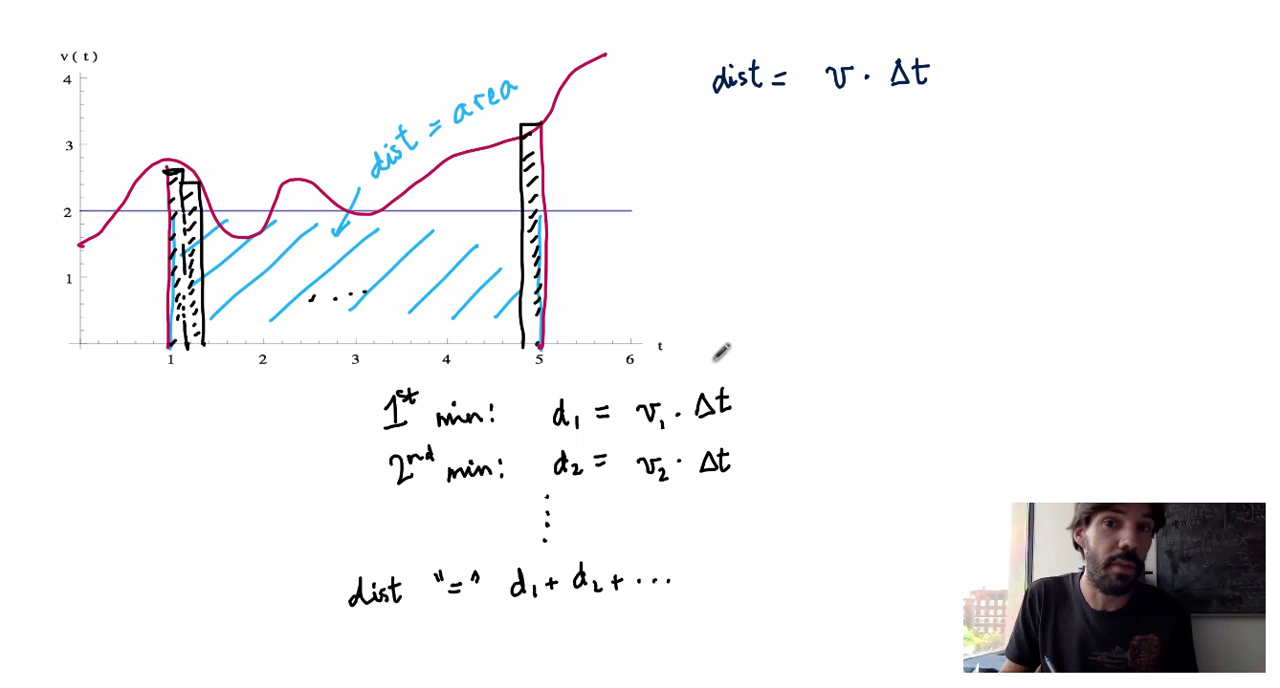 v(t)
dist = v · Δt
4
3
2
1
dist = area
1 2 3 4 5 6 t
1st min: d1 = v1 · Δt
2nd min: d2 = v2 · Δt
dist "=" d1 + d2 + ...